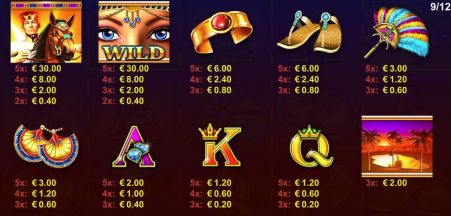 9/12
WILD
5x: € 30.00
4x: € 8.00
3x: € 2.00
2x: € 0.40
5x: € 30.00
4x: € 8.00
3x: € 2.00
2x: € 0.40
5x: € 6.00
4x: € 2.40
3x: € 0.80
5x: € 6.00
4x: € 2.40
3x: € 0.80
5x: € 3.00
4x: € 1.20
3x: € 0.60
A
K
Q
5x: € 3.00
4x: € 1.20
3x: € 0.60
5x: € 2.00
4x: € 1.00
3x: € 0.40
5x: € 1.20
4x: € 0.60
3x: € 0.20
5x: € 1.20
4x: € 0.60
3x: € 0.20
3x: € 2.00